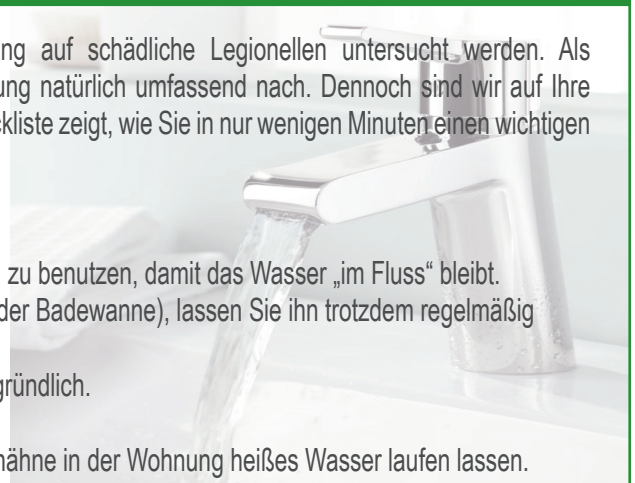 ng auf schädliche Legionellen untersucht werden. Als
ung natürlich umfassend nach. Dennoch sind wir auf Ihre
ckliste zeigt, wie Sie in nur wenigen Minuten einen wichtigen
zu benutzen, damit das Wasser „im Fluss“ bleibt.
der Badewanne), lassen Sie ihn trotzdem regelmäßig
gründlich.
nähne in der Wohnung heißes Wasser laufen lassen.